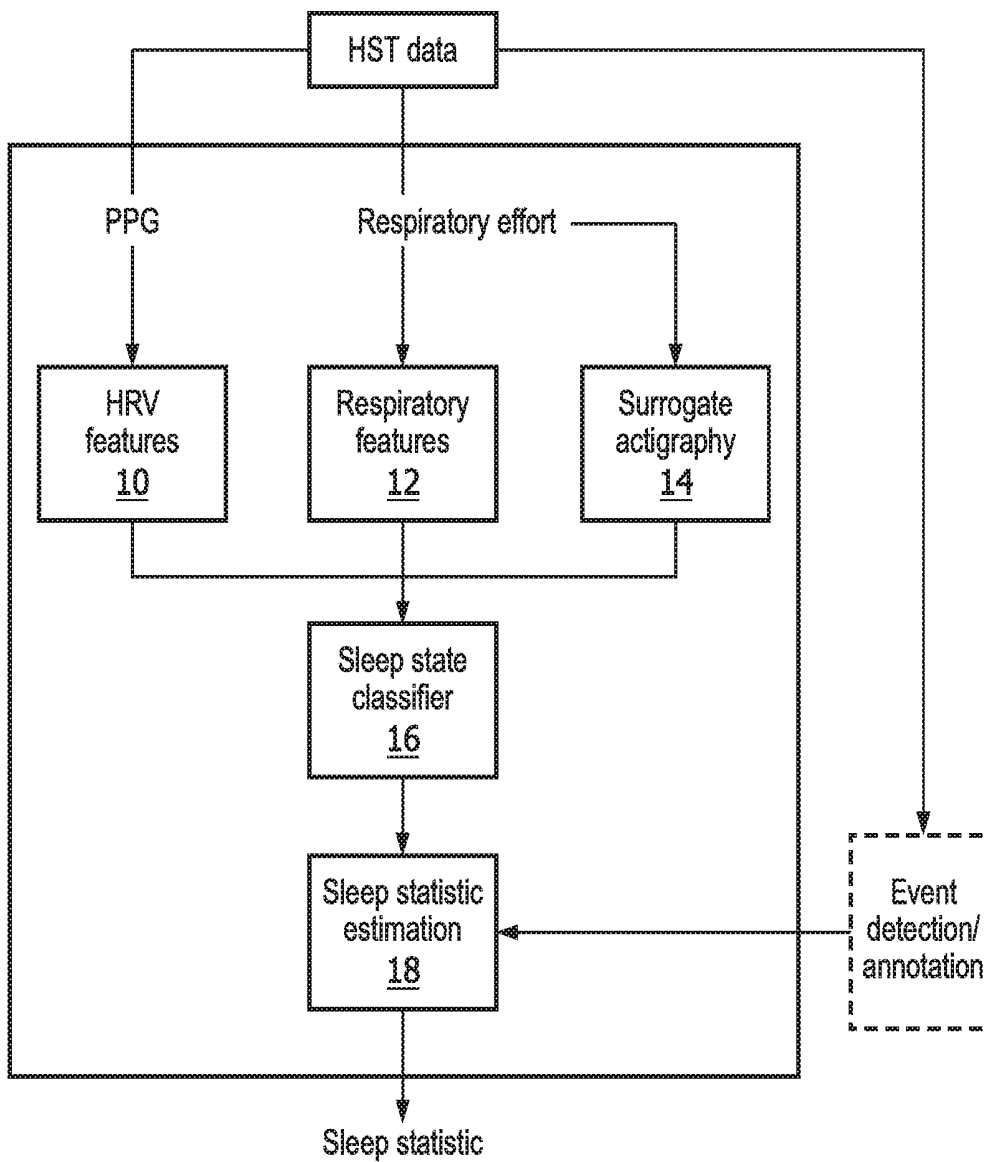 HST data
PPG
Respiratory effort
HRV
features
10
Respiratory
features
12
Surrogate
actigraphy
14
Sleep state
classifier
16
Sleep statistic
estimation
18
Event
detection/
annotation
Sleep statistic